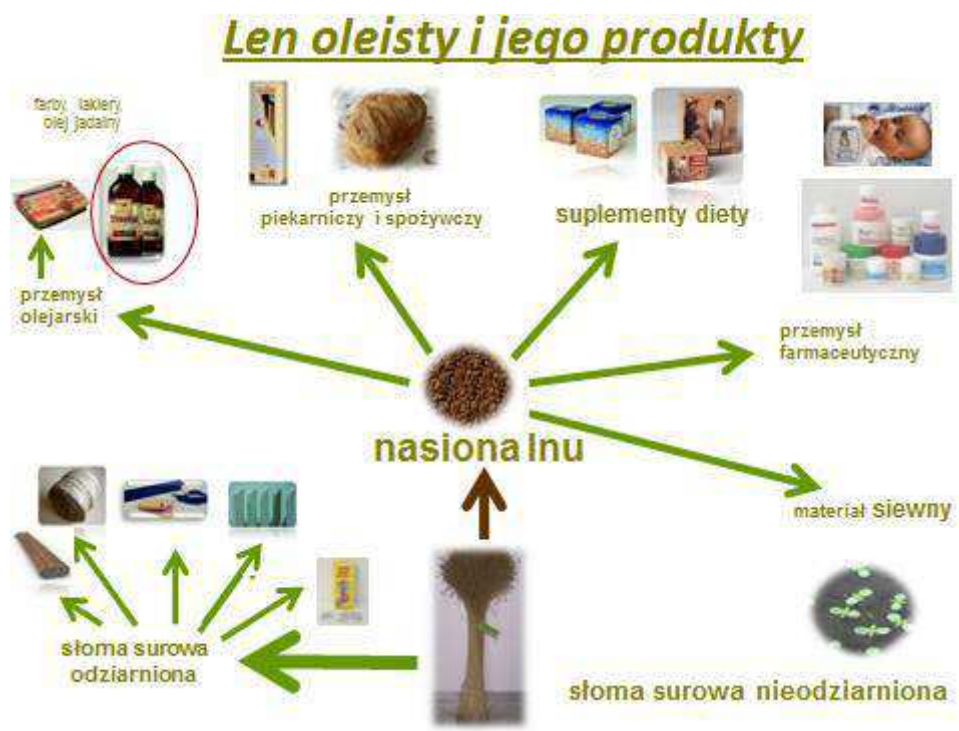 Len oleisty i jego produkty
farby, lakiery,
olej jadalny
przemysł
piekarniczy i spożywczy
suplementy diety
przemysł
olejarski
przemysł
farmaceutyczny
nasiona lnu
materiał siewny
słoma surowa
odziarniona
słoma surowa nieodziarniona